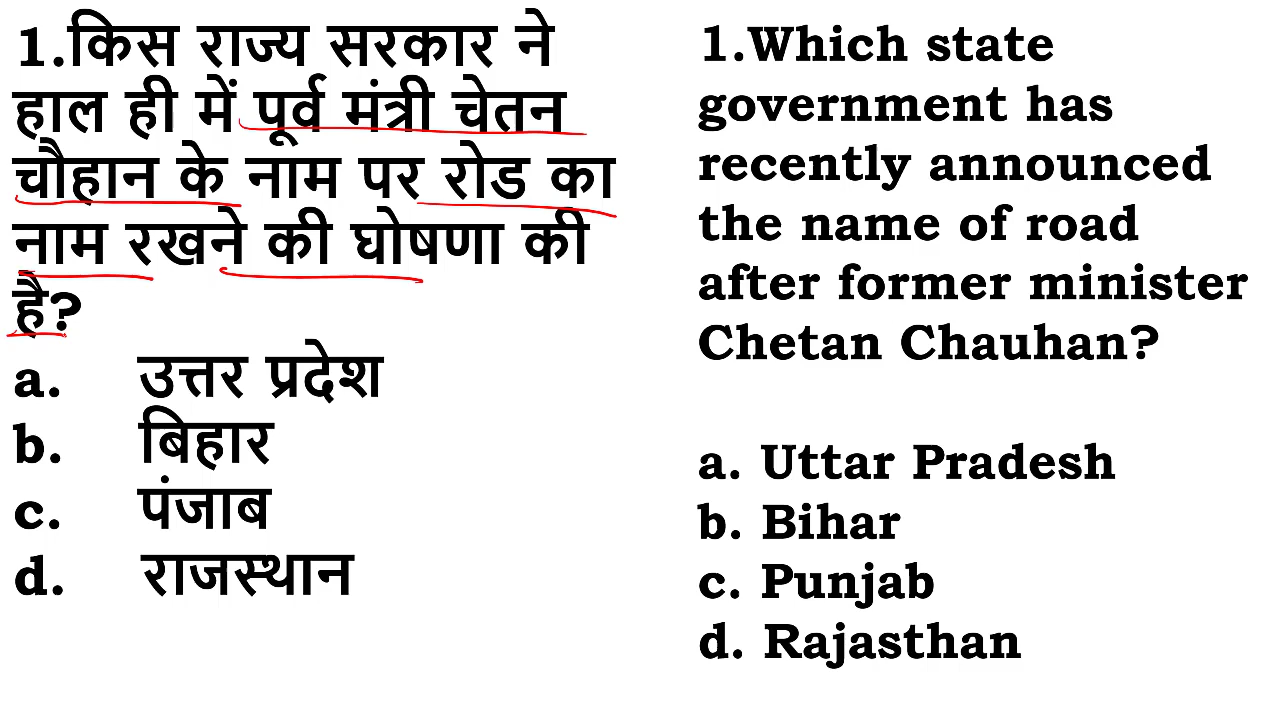 1.किस राज्य सरकार ने
हाल ही में पूर्व मंत्री चेतन
चौहान के नाम पर रोड का
नाम रखने की घोषणा की
है?
a. उत्तर प्रदेश
b. बिहार
c. पंजाब
d. राजस्थान
1.Which state
government has
recently announced
the name of road
after former minister
Chetan Chauhan?
a. Uttar Pradesh
b. Bihar
c. Punjab
d. Rajasthan